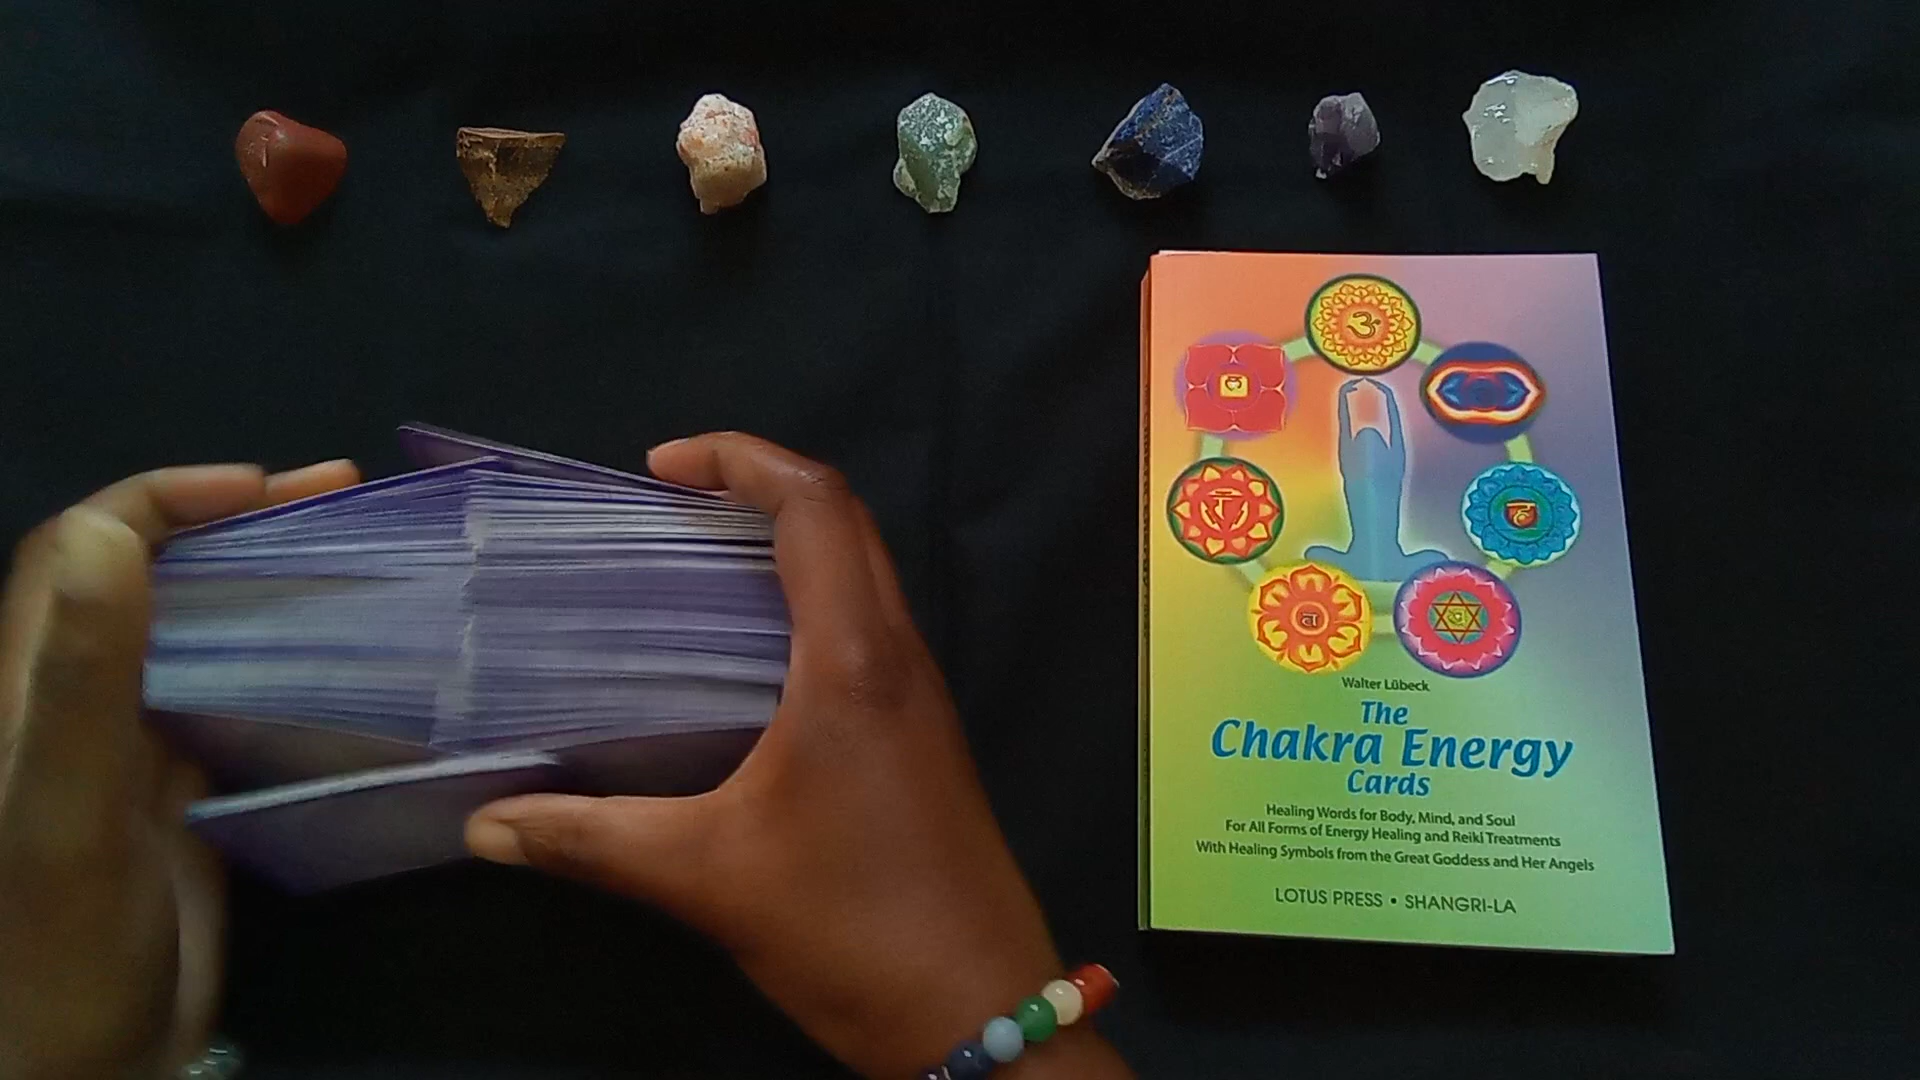 Walter Lübeck
The
Chakra Energy
Cards
Healing Words for Body, Mind, and Soul
For All Forms of Energy Healing and Reiki Treatments
With Healing Symbols from the Great Goddess and Her Angels
LOTUS PRESS • SHANGRI-LA